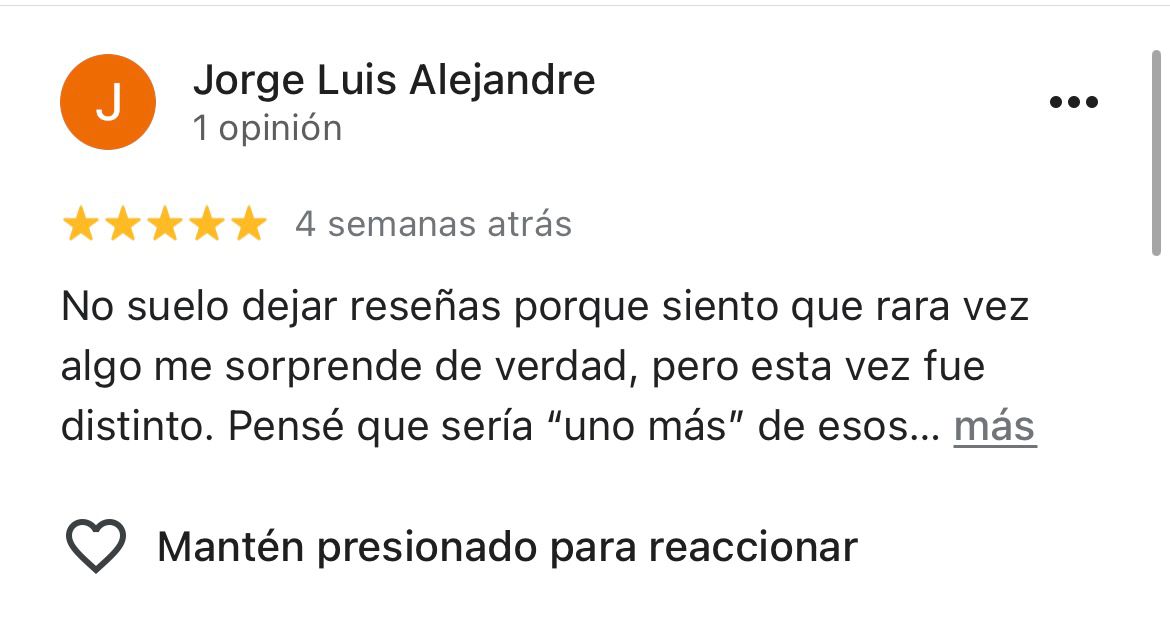 J
Jorge Luis Alejandre
1 opinión
4 semanas atrás
No suelo dejar reseñas porque siento que rara vez
algo me sorprende de verdad, pero esta vez fue
distinto. Pensé que sería “uno más” de esos... más
Mantén presionado para reaccionar